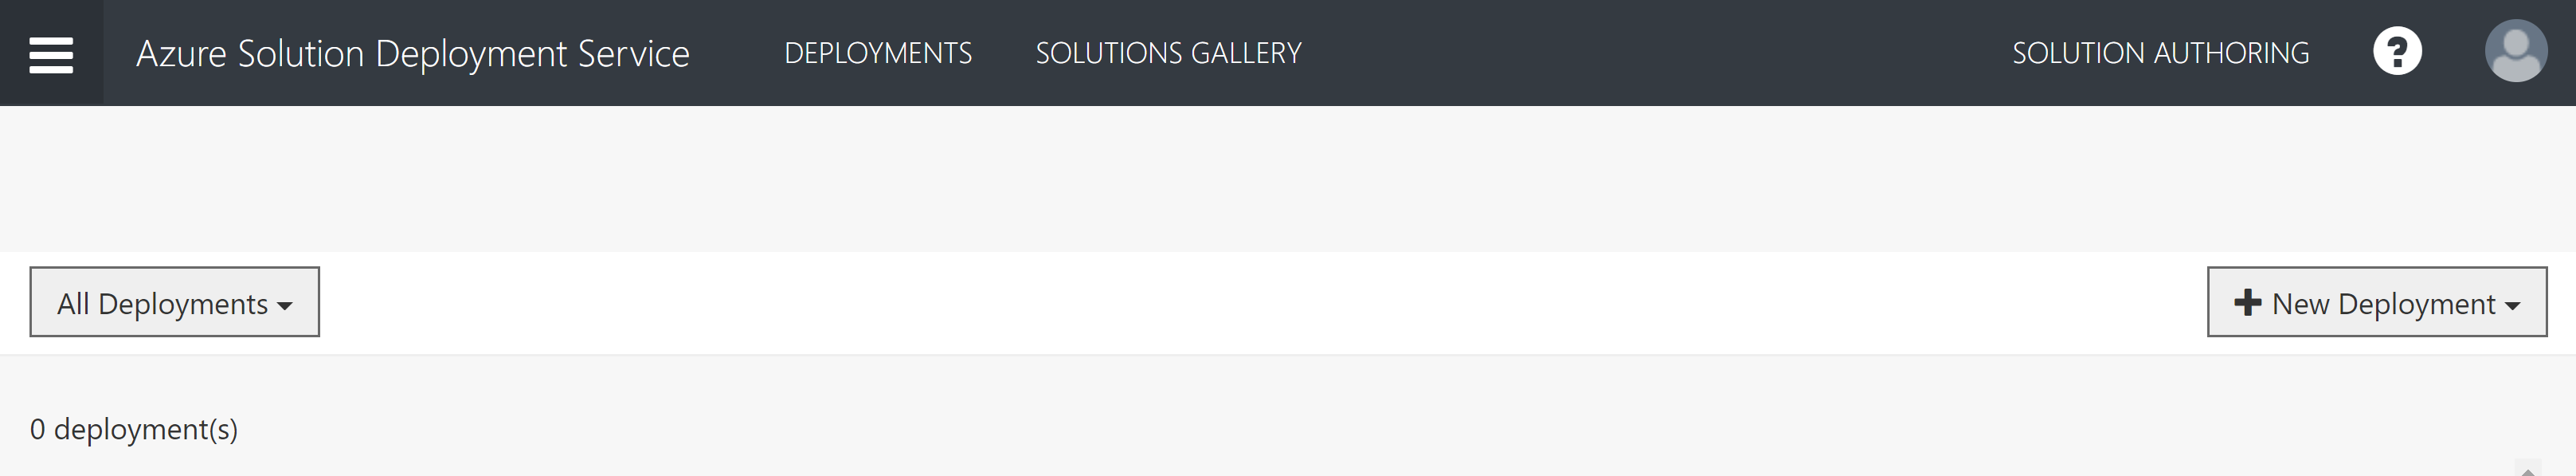 Azure Solution Deployment Service DEPLOYMENTS SOLUTIONS GALLERY SOLUTION AUTHORING ?
All Deployments New Deployment
0 deployment(s)